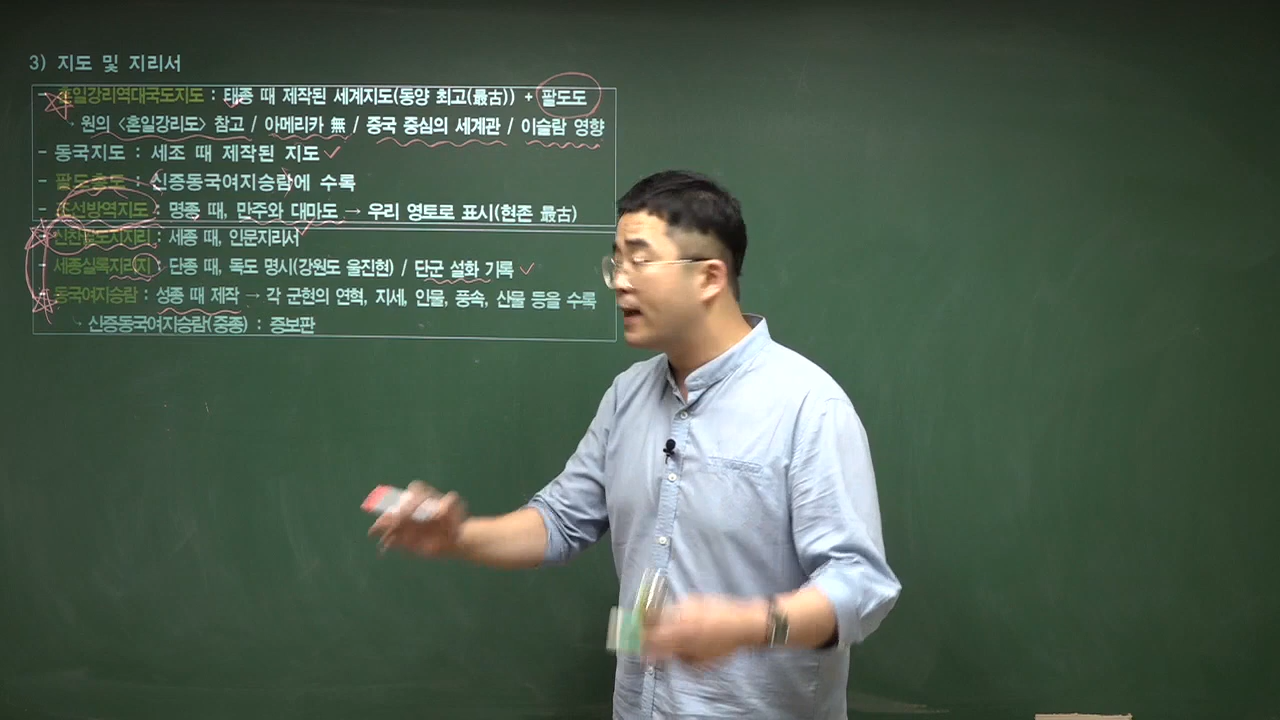 3) 지도 및 지리서
- 혼일강리역대국도지도 : 태종 때 제작된 세계지도(동양 최고(最古)) + 팔도도
원의 <혼일강리도> 참고 / 아메리카 無 / 중국 중심의 세계관 / 이슬람 영향
- 동국지도 : 세조 때 제작된 지도
- 팔도총도 : 신증동국여지승람에 수록
- 조선방역지도 : 명종 때, 만주와 대마도 → 우리 영토로 표시(현존 最古)
- 신찬팔도지리지 : 세종 때, 인문지리서
- 세종실록지리지 : 단종 때, 독도 명시(강원도 울진현) / 단군 설화 기록
- 동국여지승람 : 성종 때 제작 → 각 군현의 연혁, 지세, 인물, 풍속, 산물 등을 수록
신증동국여지승람(중종) : 증보판